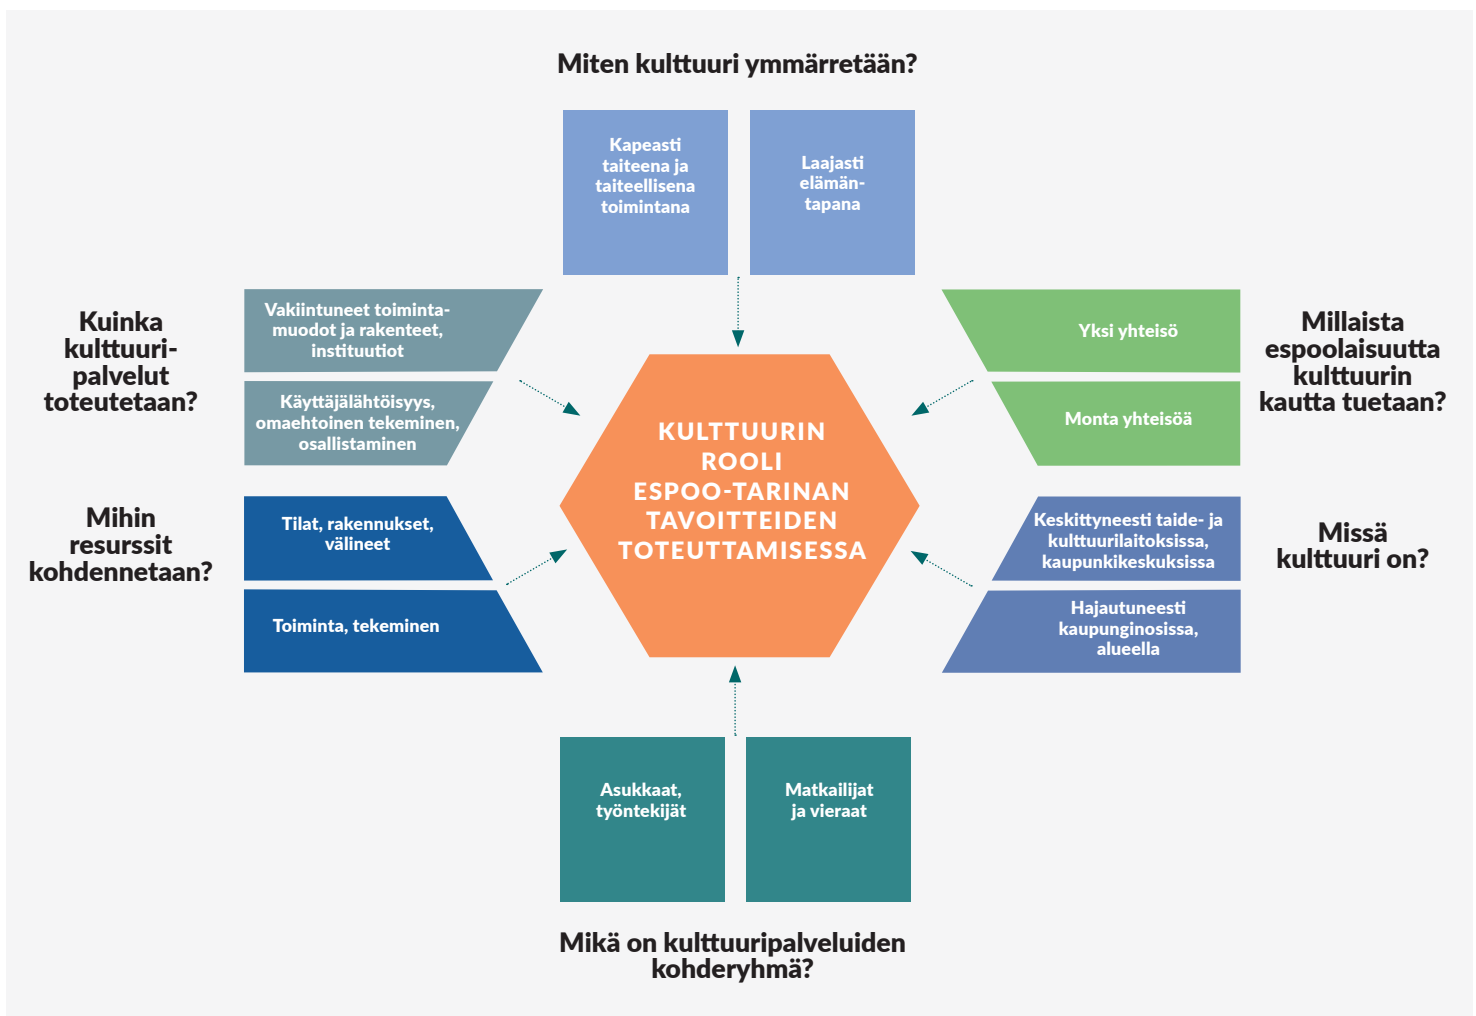 Miten kulttuuri ymmärretään?
Kapeasti
taiteena ja
taiteellisena
toimintana
Laajasti
elämän-
tapana
Kuinka
kulttuuri-
palvelut
toteutetaan?
Vakiintuneet toiminta-
muodot ja rakenteet,
instituutiot
Käyttäjälähtöisyys,
omaehtoinen tekeminen,
osallistaminen
Yksi yhteisö
Monta yhteisöä
Millaista
espoolaisuutta
kulttuurin
kautta tuetaan?
KULTTUURIN
ROOLI
ESPOO-TARINAN
TAVOITTEIDEN
TOTEUTTAMISESSA
Mihin
resurssit
kohdennetaan?
Tilat, rakennukset,
välineet
Toiminta, tekeminen
Keskittyneesti taide- ja
kulttuurilaitoksissa,
kaupunkikeskuksissa
Hajautuneesti
kaupunginosissa,
alueella
Missä
kulttuuri on?
Asukkaat,
työntekijät
Matkailijat
ja vieraat
Mikä on kulttuuripalveluiden
kohderyhmä?